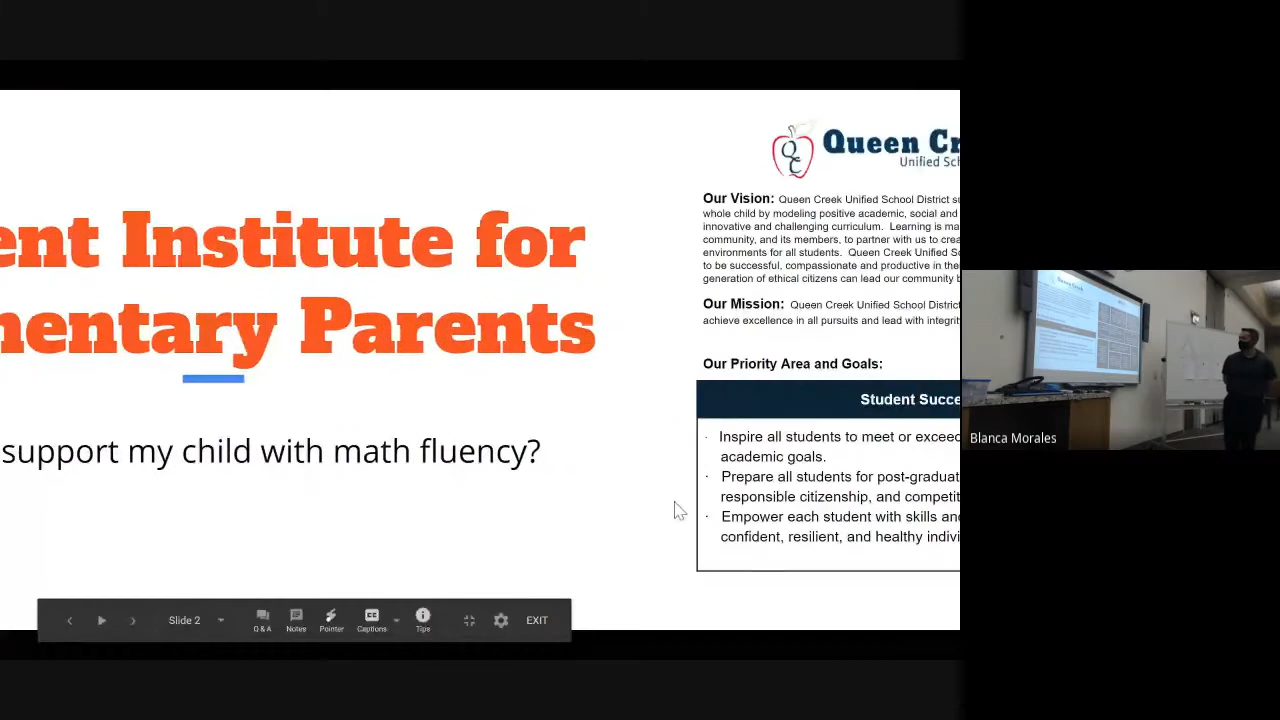 ent Institute for
mentary Parents
support my child with math fluency?
Queen Cr
Unified Sch
Our Vision: Queen Creek Unified School District su
whole child by modeling positive academic, social and
innovative and challenging curriculum. Learning is ma
community, and its members, to partner with us to crea
environments for all students. Queen Creek Unified Sc
to be successful, compassionate and productive in the
generation of ethical citizens can lead our community b
Our Mission: Queen Creek Unified School District
achieve excellence in all pursuits and lead with integrit
Our Priority Area and Goals:
Student Succe
· Inspire all students to meet or exceed
academic goals.
· Prepare all students for post-graduat
responsible citizenship, and competit
· Empower each student with skills and
confident, resilient, and healthy indivi
Slide 2
Q & A
Notes
Pointer
CC
Captions
Tips
EXIT
Blanca Morales